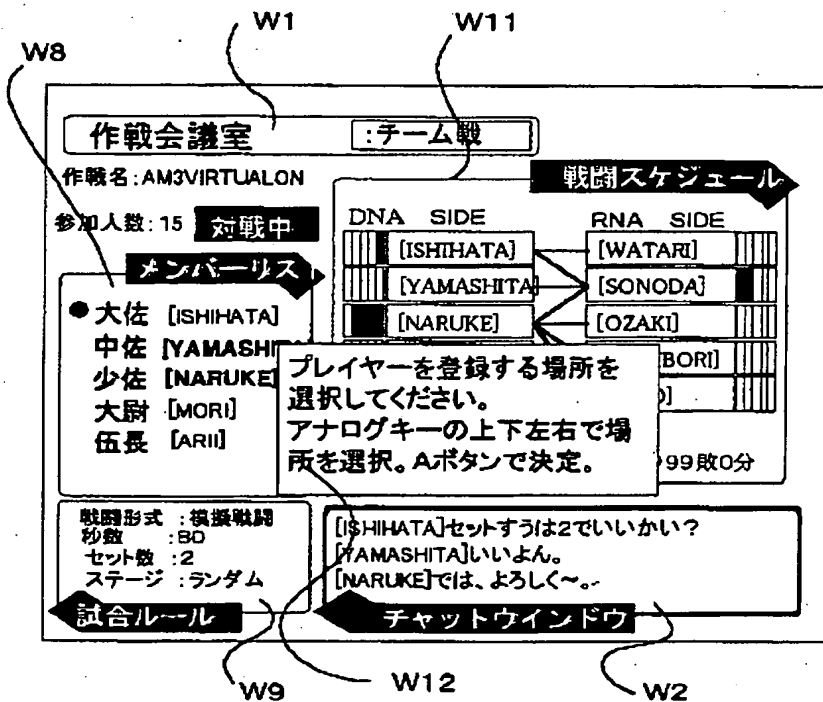 W1
W11
W8
作戦会議室 :チーム戦
作戦名:AM3VIRTUALON
戦闘スケジュール
参加人数:15 対戦中
DNA SIDE RNA SIDE
メンバーリス
[ISHIHATA] [WATARI]
[YAMASHITA [SONODA]
[NARUKE] [OZAKI]
BORI]
●大佐 [ISHIHATA]
中佐 [YAMASHI
少佐 [NARUKE]
大尉 [MORI]
伍長 [ARII]
プレイヤーを登録する場所を
選択してください。
アナログキーの上下左右で場
所を選択。Aボタンで決定。
99敗0分
戦闘形式 :模擬戦闘
秒数 :80
セット数 :2
ステージ :ランダム
試合ルール
[ISHIHATA]セットすうは2でいいかい?
[YAMASHITA]いいよん。
[NARUKE]では、よろしく~。
チャットウインドウ
W9
W12
W2